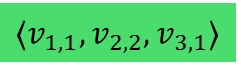 ⟨v₁,₁, v₂,₂, v₃,₁⟩